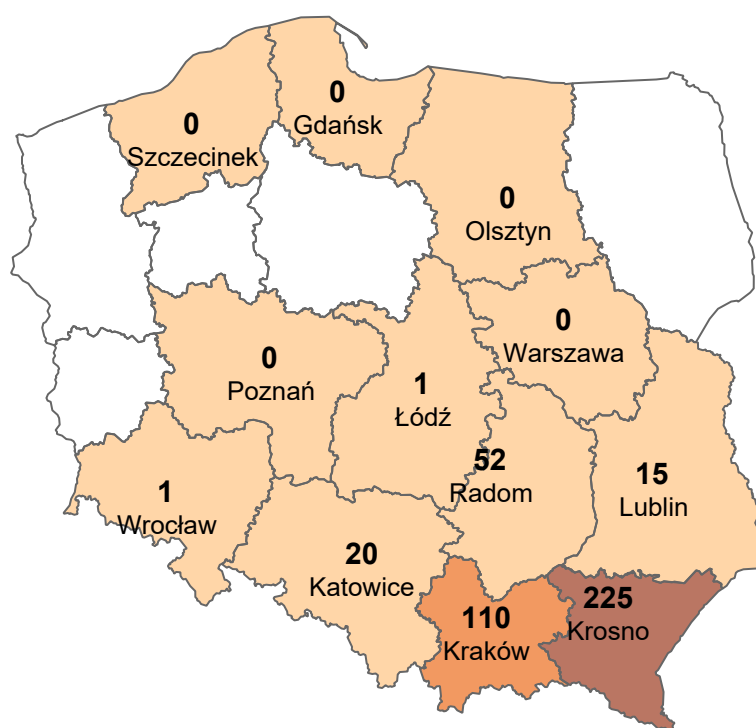 0
Szczecinek
0
Gdańsk
0
Olsztyn
0
Warszawa
0
Poznań
1
Łódź
52
Radom
15
Lublin
1
Wrocław
20
Katowice
110
Kraków
225
Krosno